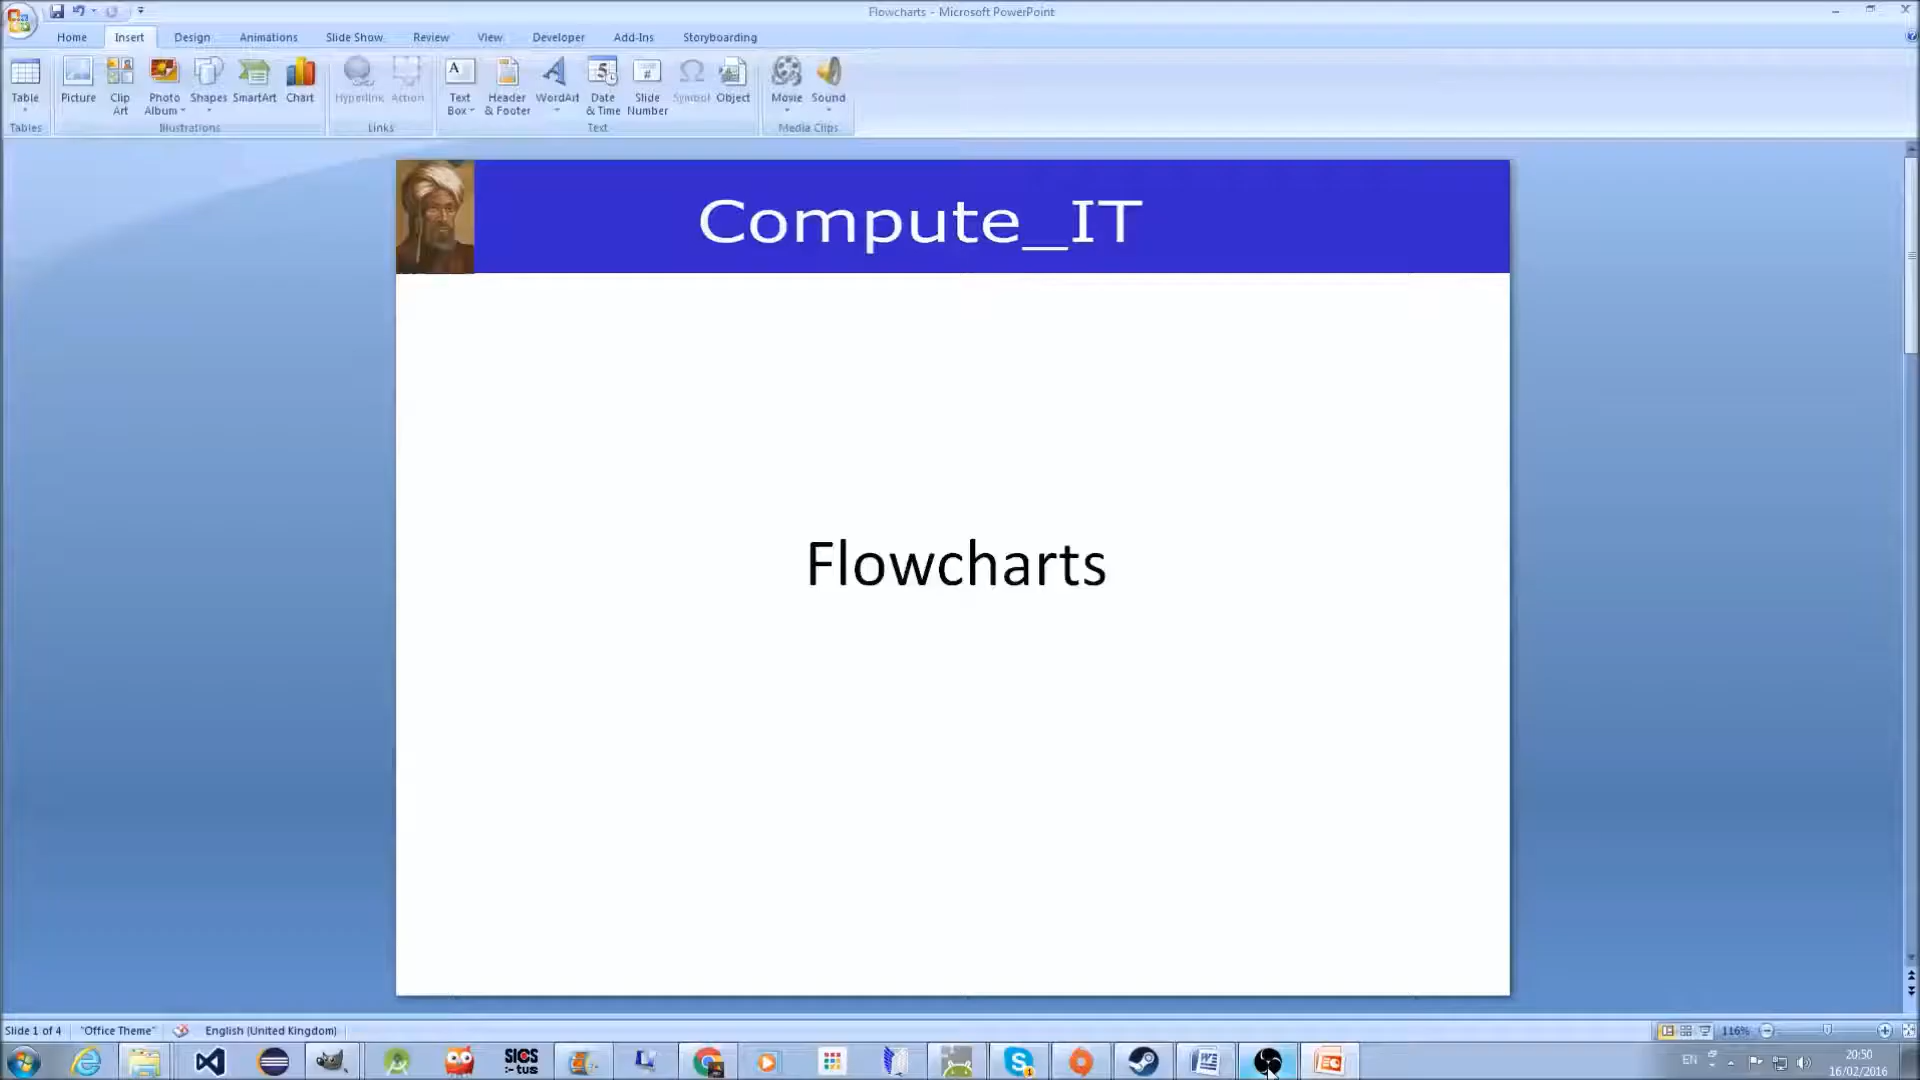 Flowcharts - Microsoft PowerPoint
Home Insert Design Animations Slide Show Review View Developer Add-Ins Storyboarding
Table Picture Clip Art Photo Album Shapes SmartArt Chart Hyperlink Action Text Box Header & Footer WordArt Date & Time Slide Number Symbol Object Movie Sound
Tables Illustrations Links Text Media Clips
Compute_IT
Flowcharts
Slide 1 of 4 "Office Theme" English (United Kingdom) 116%
SICS
:- tus
EN
20:50
16/02/2016